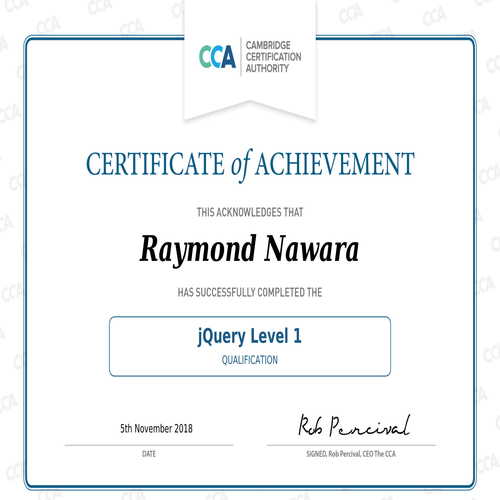 CCA
CAMBRIDGE
CERTIFICATION
AUTHORITY
CERTIFICATE of ACHIEVEMENT
THIS ACKNOWLEDGES THAT
Raymond Nawara
HAS SUCCESSFULLY COMPLETED THE
jQuery Level 1
QUALIFICATION
5th November 2018
Rob Percival
DATE
SIGNED, Rob Percival, CEO The CCA